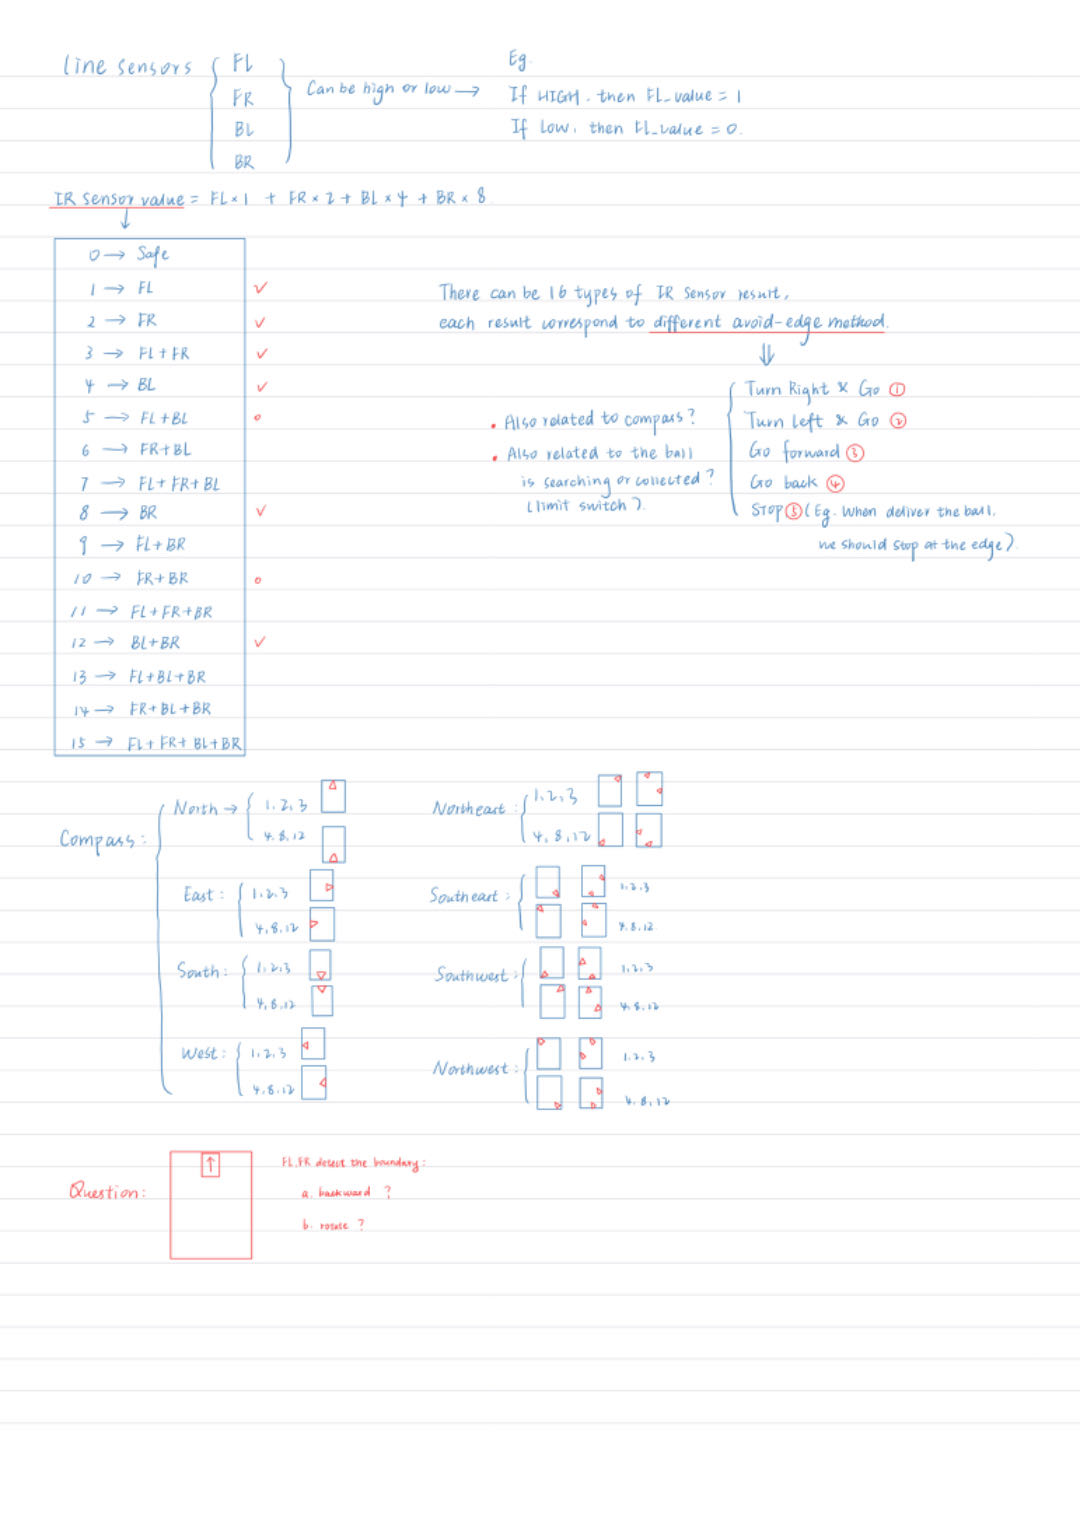 line sensors { FL } Can be high or low → Eg.
FR If HIGH, then FL_value = 1
BL If low, then FL_value = 0.
BR
IR sensor value = FL×1 + FR×2 + BL×4 + BR×8
0 → Safe
1 → FL ✓
2 → FR ✓
3 → FL+FR ✓
4 → BL ✓
5 → FL+BL o
6 → FR+BL
7 → FL+FR+BL
8 → BR ✓
9 → FL+BR
10 → FR+BR o
11 → FL+FR+BR
12 → BL+BR ✓
13 → FL+BL+BR
14 → FR+BL+BR
15 → FL+FR+BL+BR
There can be 16 types of IR sensor result,
each result correspond to different avoid-edge method.
Turn Right & Go ①
Turn left & Go ②
Go forward ③
Go back ④
STOP ⑤ (Eg. When deliver the ball,
we should stop at the edge).
• Also related to compass?
• Also related to the ball
is searching or collected?
(limit switch).
Compass:
North → 1, 2, 3
4, 8, 12
East: 1, 2, 3
4, 8, 12
South: 1, 2, 3
4, 8, 12
West: 1, 2, 3
4, 8, 12
Northeast: 1, 2, 3
4, 8, 12
Southeast: 1, 2, 3
4, 8, 12
Southwest: 1, 2, 3
4, 8, 12
Northwest: 1, 2, 3
4, 8, 12
Question: ↑ FL, FR detect the boundary:
a. backward ?
b. rotate ?